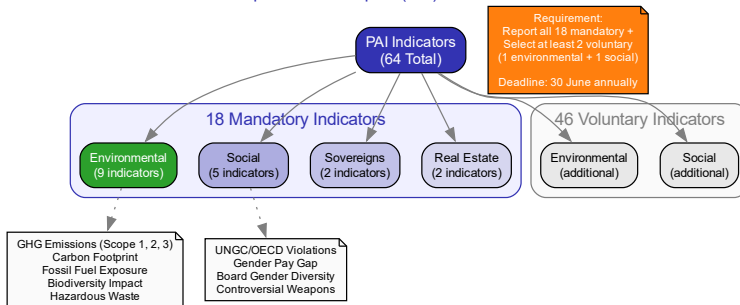 Requirement:
Report all 18 mandatory +
Select at least 2 voluntary
(1 environmental + 1 social)
Deadline: 30 June annually
PAI Indicators
(64 Total)
18 Mandatory Indicators
46 Voluntary Indicators
Environmental
(9 indicators)
Social
(5 indicators)
Sovereigns
(2 indicators)
Real Estate
(2 indicators)
Environmental
(additional)
Social
(additional)
GHG Emissions (Scope 1, 2, 3)
Carbon Footprint
Fossil Fuel Exposure
Biodiversity Impact
Hazardous Waste
UNGC/OECD Violations
Gender Pay Gap
Board Gender Diversity
Controversial Weapons